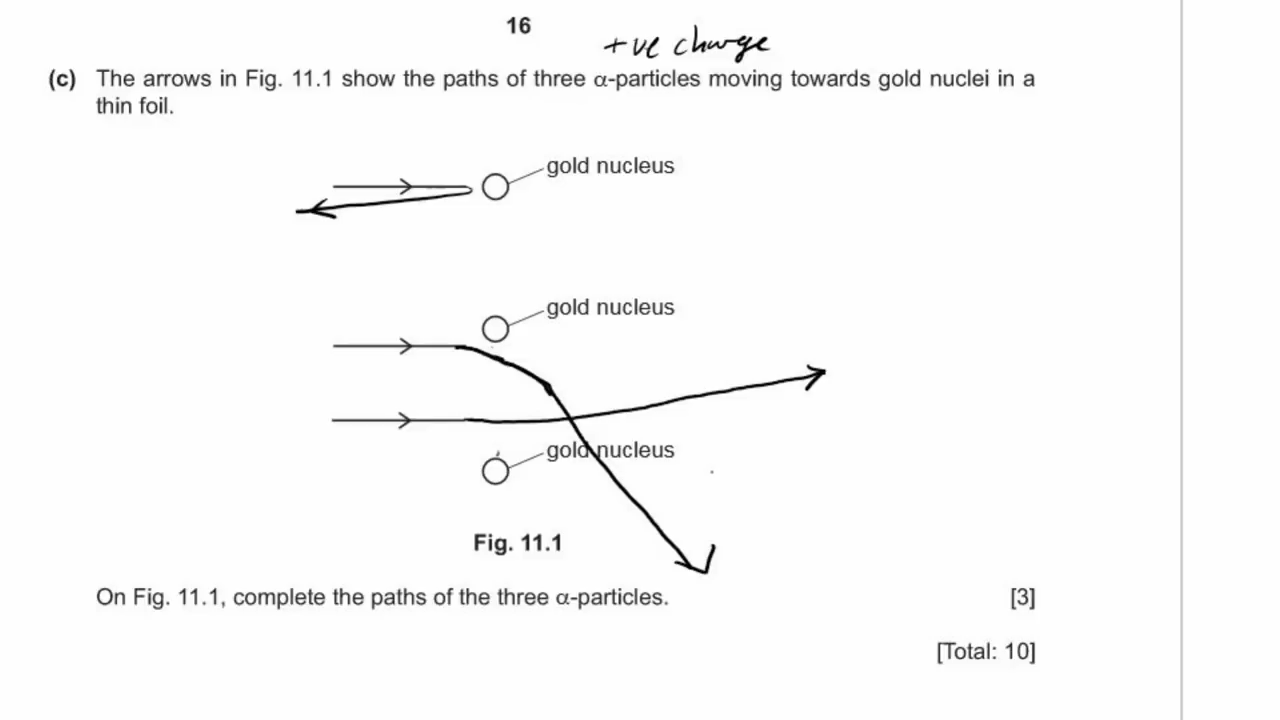 16
+ve charge
(c) The arrows in Fig. 11.1 show the paths of three α-particles moving towards gold nuclei in a
thin foil.
gold nucleus
gold nucleus
gold nucleus
Fig. 11.1
On Fig. 11.1, complete the paths of the three α-particles. [3]
[Total: 10]